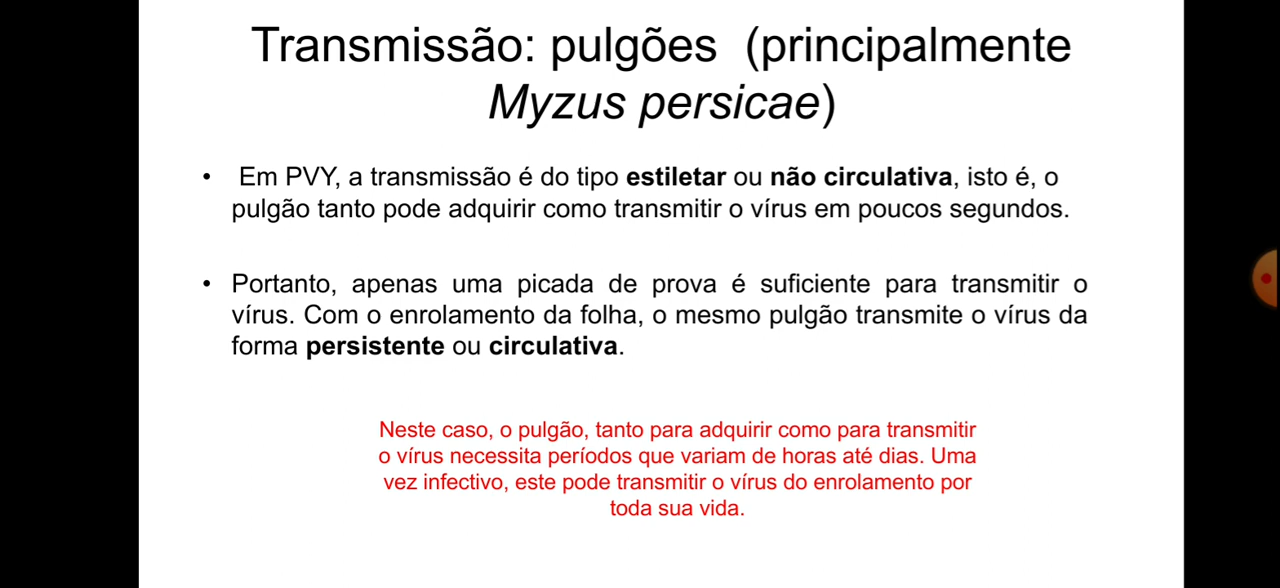 Transmissão: pulgões (principalmente
Myzus persicae)
• Em PVY, a transmissão é do tipo estiletar ou não circulativa, isto é, o
pulgão tanto pode adquirir como transmitir o vírus em poucos segundos.
• Portanto, apenas uma picada de prova é suficiente para transmitir o
vírus. Com o enrolamento da folha, o mesmo pulgão transmite o vírus da
forma persistente ou circulativa.
Neste caso, o pulgão, tanto para adquirir como para transmitir
o vírus necessita períodos que variam de horas até dias. Uma
vez infectivo, este pode transmitir o vírus do enrolamento por
toda sua vida.